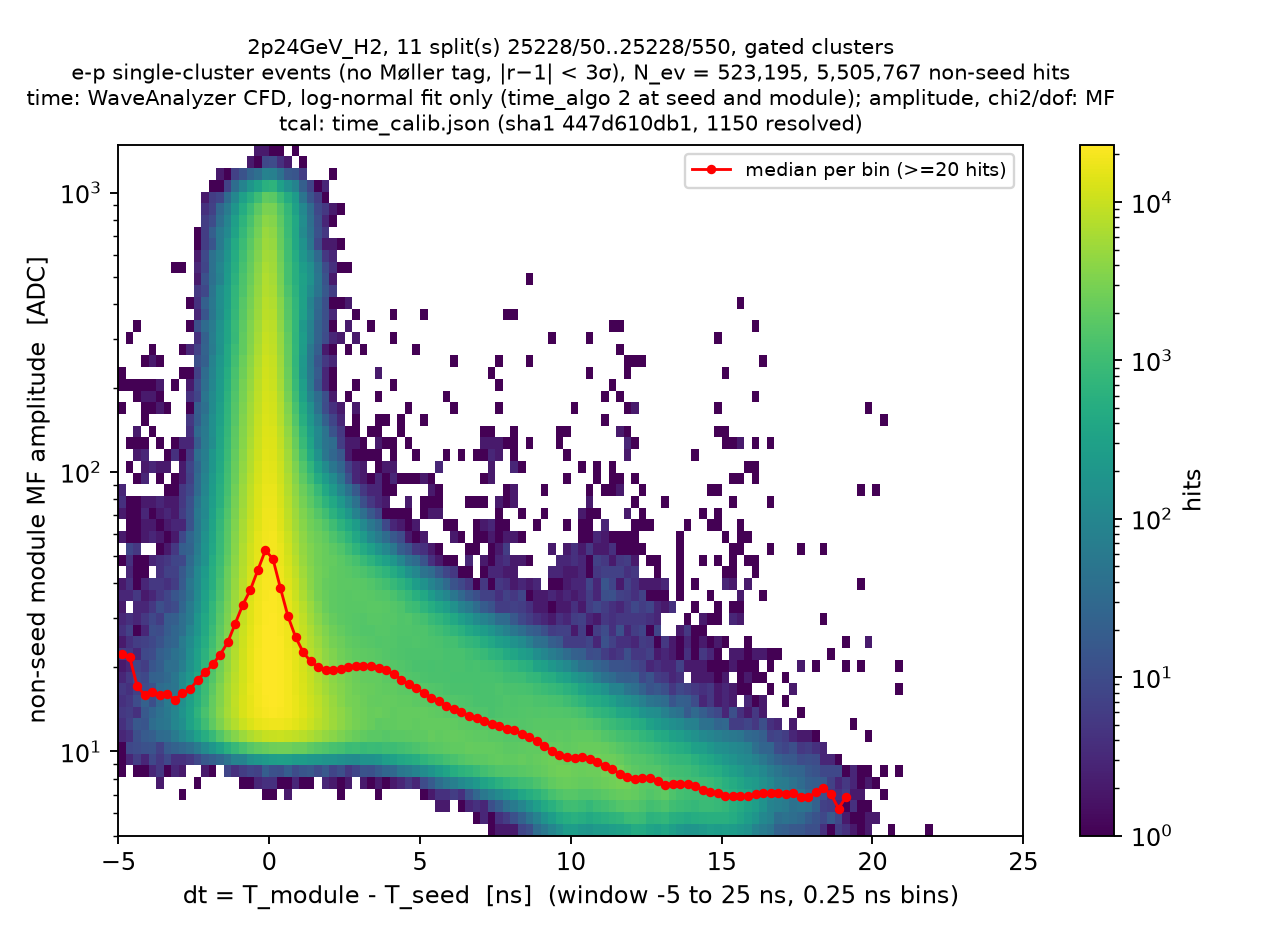 2p24GeV_H2, 11 split(s) 25228/50..25228/550, gated clusters
e-p single-cluster events (no Møller tag, |r−1| < 3σ), N_ev = 523,195, 5,505,767 non-seed hits
time: WaveAnalyzer CFD, log-normal fit only (time_algo 2 at seed and module); amplitude, chi2/dof: MF
tcal: time_calib.json (sha1 447d610db1, 1150 resolved)
median per bin (>=20 hits)
non-seed module MF amplitude [ADC]
10³
10²
10¹
−5
0
5
10
15
20
25
dt = T_module - T_seed [ns] (window -5 to 25 ns, 0.25 ns bins)
10⁴
10³
10²
10¹
10⁰
hits